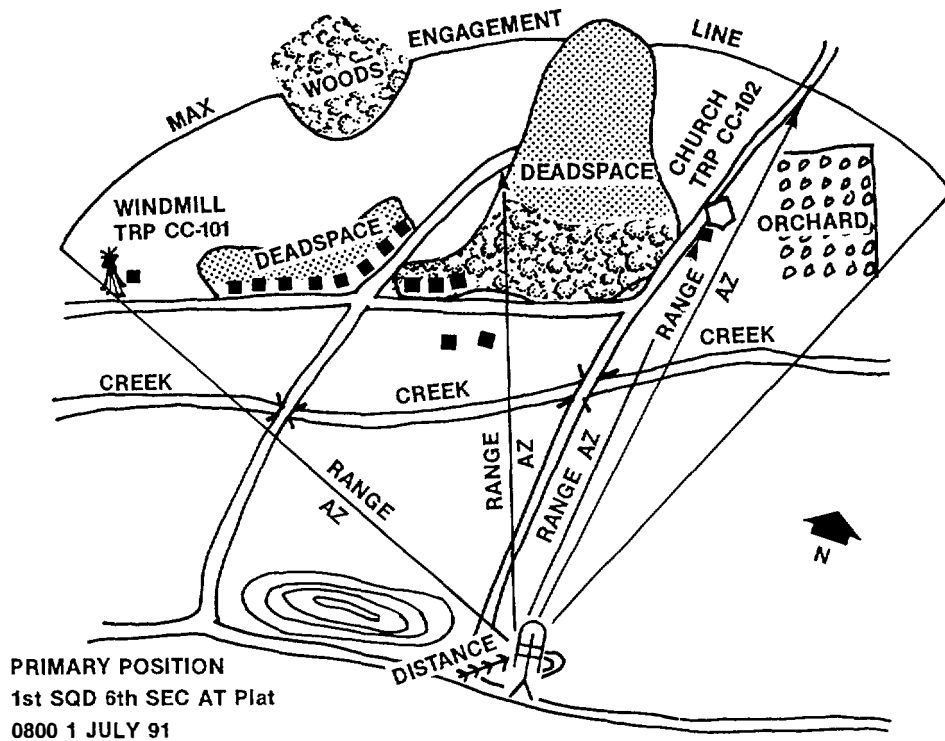 MAX
ENGAGEMENT
LINE
WOODS
DEADSPACE
CHURCH
TRP CC-102
WINDMILL
TRP CC-101
DEADSPACE
ORCHARD
RANGE
AZ
CREEK
CREEK
CREEK
RANGE
AZ
RANGE
AZ
RANGE AZ
N
DISTANCE
PRIMARY POSITION
1st SQD 6th SEC AT Plat
0800 1 JULY 91